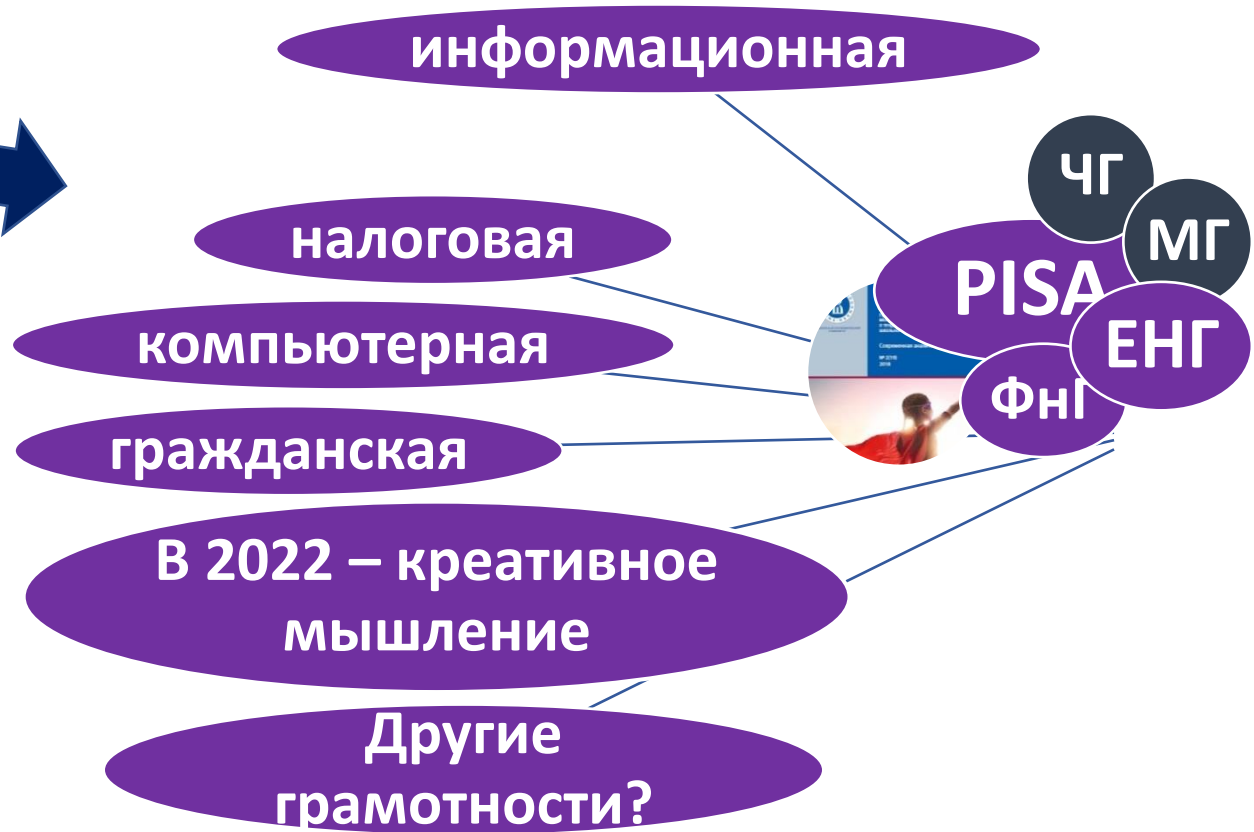 информационная
ЧГ
МГ
налоговая
PISA
ЕНГ
компьютерная
ФнГ
гражданская
В 2022 – креативное
мышление
Другие
грамотности?